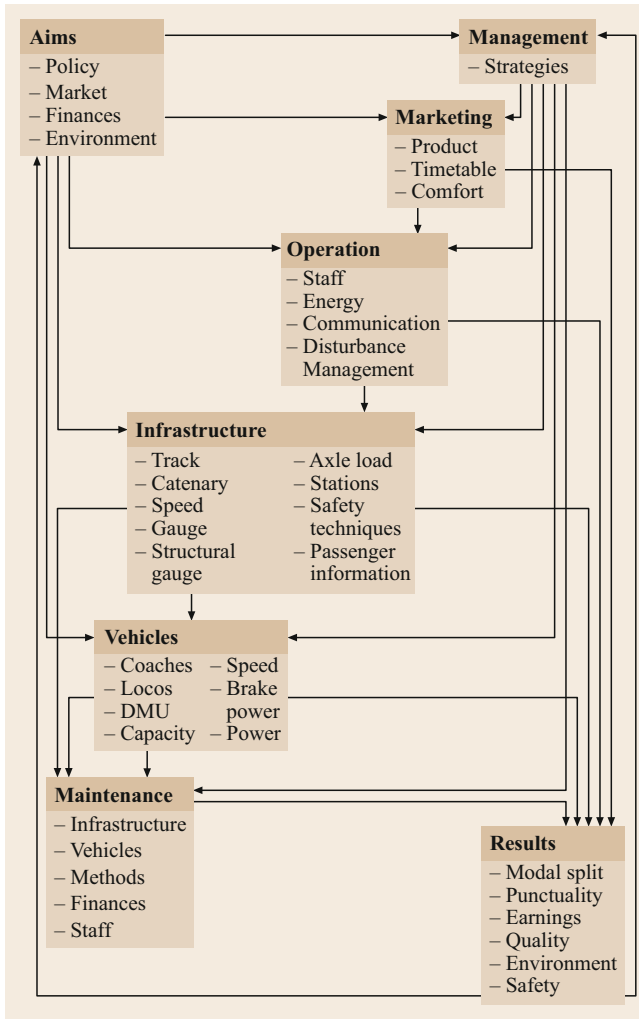 Aims
– Policy
– Market
– Finances
– Environment
Management
– Strategies
Marketing
– Product
– Timetable
– Comfort
Operation
– Staff
– Energy
– Communication
– Disturbance
Management
Infrastructure
– Track
– Catenary
– Speed
– Gauge
– Structural
gauge
– Axle load
– Stations
– Safety
techniques
– Passenger
information
Vehicles
– Coaches
– Locos
– DMU
– Capacity
– Speed
– Brake
power
– Power
Maintenance
– Infrastructure
– Vehicles
– Methods
– Finances
– Staff
Results
– Modal split
– Punctuality
– Earnings
– Quality
– Environment
– Safety